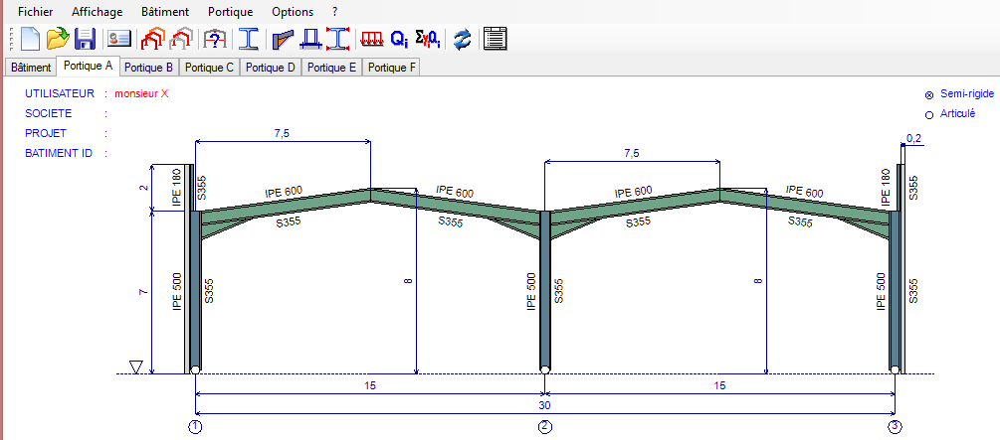 Fichier Affichage Bâtiment Portique Options ?
Qi Σγi Qi
Bâtiment Portique A Portique B Portique C Portique D Portique E Portique F
UTILISATEUR : monsieur X
SOCIETE :
PROJET :
BATIMENT ID :
Semi-rigide
Articulé
7,5 7,5 0,2
2 IPE 180 S355 IPE 600 IPE 600 IPE 600 IPE 600 IPE 180 S355
S355 S355 S355 S355
7 IPE 500 S355 8 IPE 500 S355 8 IPE 500 S355
15 15
30
1 2 3